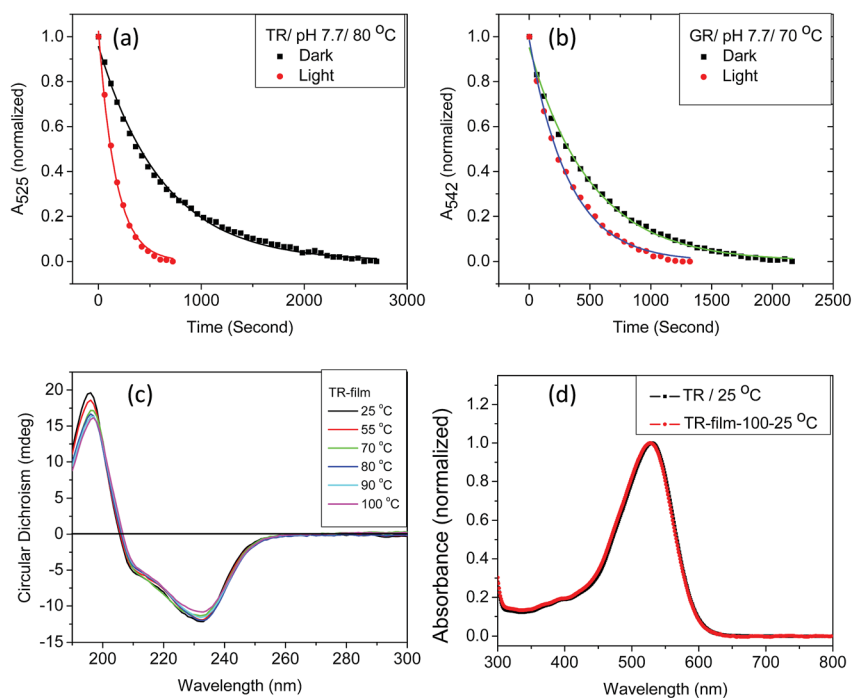 (a)
TR/ pH 7.7/ 80 °C
Dark
Light
A525 (normalized)
1.0
0.8
0.6
0.4
0.2
0.0
0
1000
2000
3000
Time (Second)
(b)
GR/ pH 7.7/ 70 °C
Dark
Light
A542 (normalized)
1.0
0.8
0.6
0.4
0.2
0.0
0
500
1000
1500
2000
2500
Time (Second)
(c)
TR-film
25 °C
55 °C
70 °C
80 °C
90 °C
100 °C
Circular Dichroism (mdeg)
20
15
10
5
0
-5
-10
-15
200
220
240
260
280
300
Wavelength (nm)
(d)
TR / 25 °C
TR-film-100-25 °C
Absorbance (normalized)
1.0
0.8
0.6
0.4
0.2
0.0
300
400
500
600
700
800
Wavelength (nm)